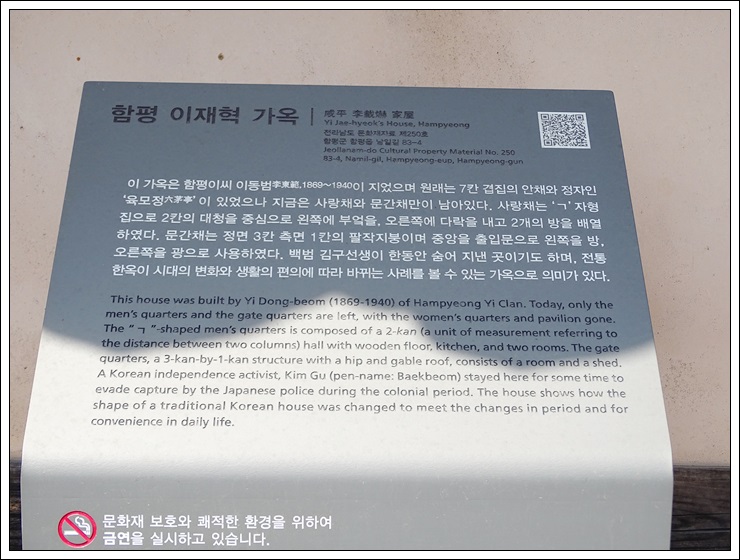 함평 이재혁 가옥 | 咸平 李載爀 家屋
Yi Jae-hyeok's House, Hampyeong
전라남도 문화재자료 제250호
함평군 함평읍 남일길 83-4
Jeollanam-do Cultural Property Material No. 250
83-4, Namil-gil, Hampyeong-eup, Hampyeong-gun
이 가옥은 함평이씨 이동범李東範,1869~1940이 지었으며 원래는 7칸 겹집의 안채와 정자인
'육모정六茅亭' 이 있었으나 지금은 사랑채와 문간채만이 남아있다. 사랑채는 'ㄱ' 자형
집으로 2칸의 대청을 중심으로 왼쪽에 부엌을, 오른쪽에 다락을 내고 2개의 방을 배열
하였다. 문간채는 정면 3칸 측면 1칸의 팔작지붕이며 중앙을 출입문으로 왼쪽을 방,
오른쪽을 광으로 사용하였다. 백범 김구선생이 한동안 숨어 지낸 곳이기도 하며, 전통
한옥이 시대의 변화와 생활의 편의에 따라 바뀌는 사례를 볼 수 있는 가옥으로 의미가 있다.
This house was built by Yi Dong-beom (1869-1940) of Hampyeong Yi Clan. Today, only the
men's quarters and the gate quarters are left, with the women's quarters and pavilion gone.
The "ㄱ"-shaped men's quarters is composed of a 2-kan (a unit of measurement referring to
the distance between two columns) hall with wooden floor, kitchen, and two rooms. The gate
quarters, a 3-kan-by-1-kan structure with a hip and gable roof, consists of a room and a shed.
A Korean independence activist, Kim Gu (pen-name: Baekbeom) stayed here for some time to
evade capture by the Japanese police during the colonial period. The house shows how the
shape of a traditional Korean house was changed to meet the changes in period and for
convenience in daily life.
문화재 보호와 쾌적한 환경을 위하여
금연을 실시하고 있습니다.